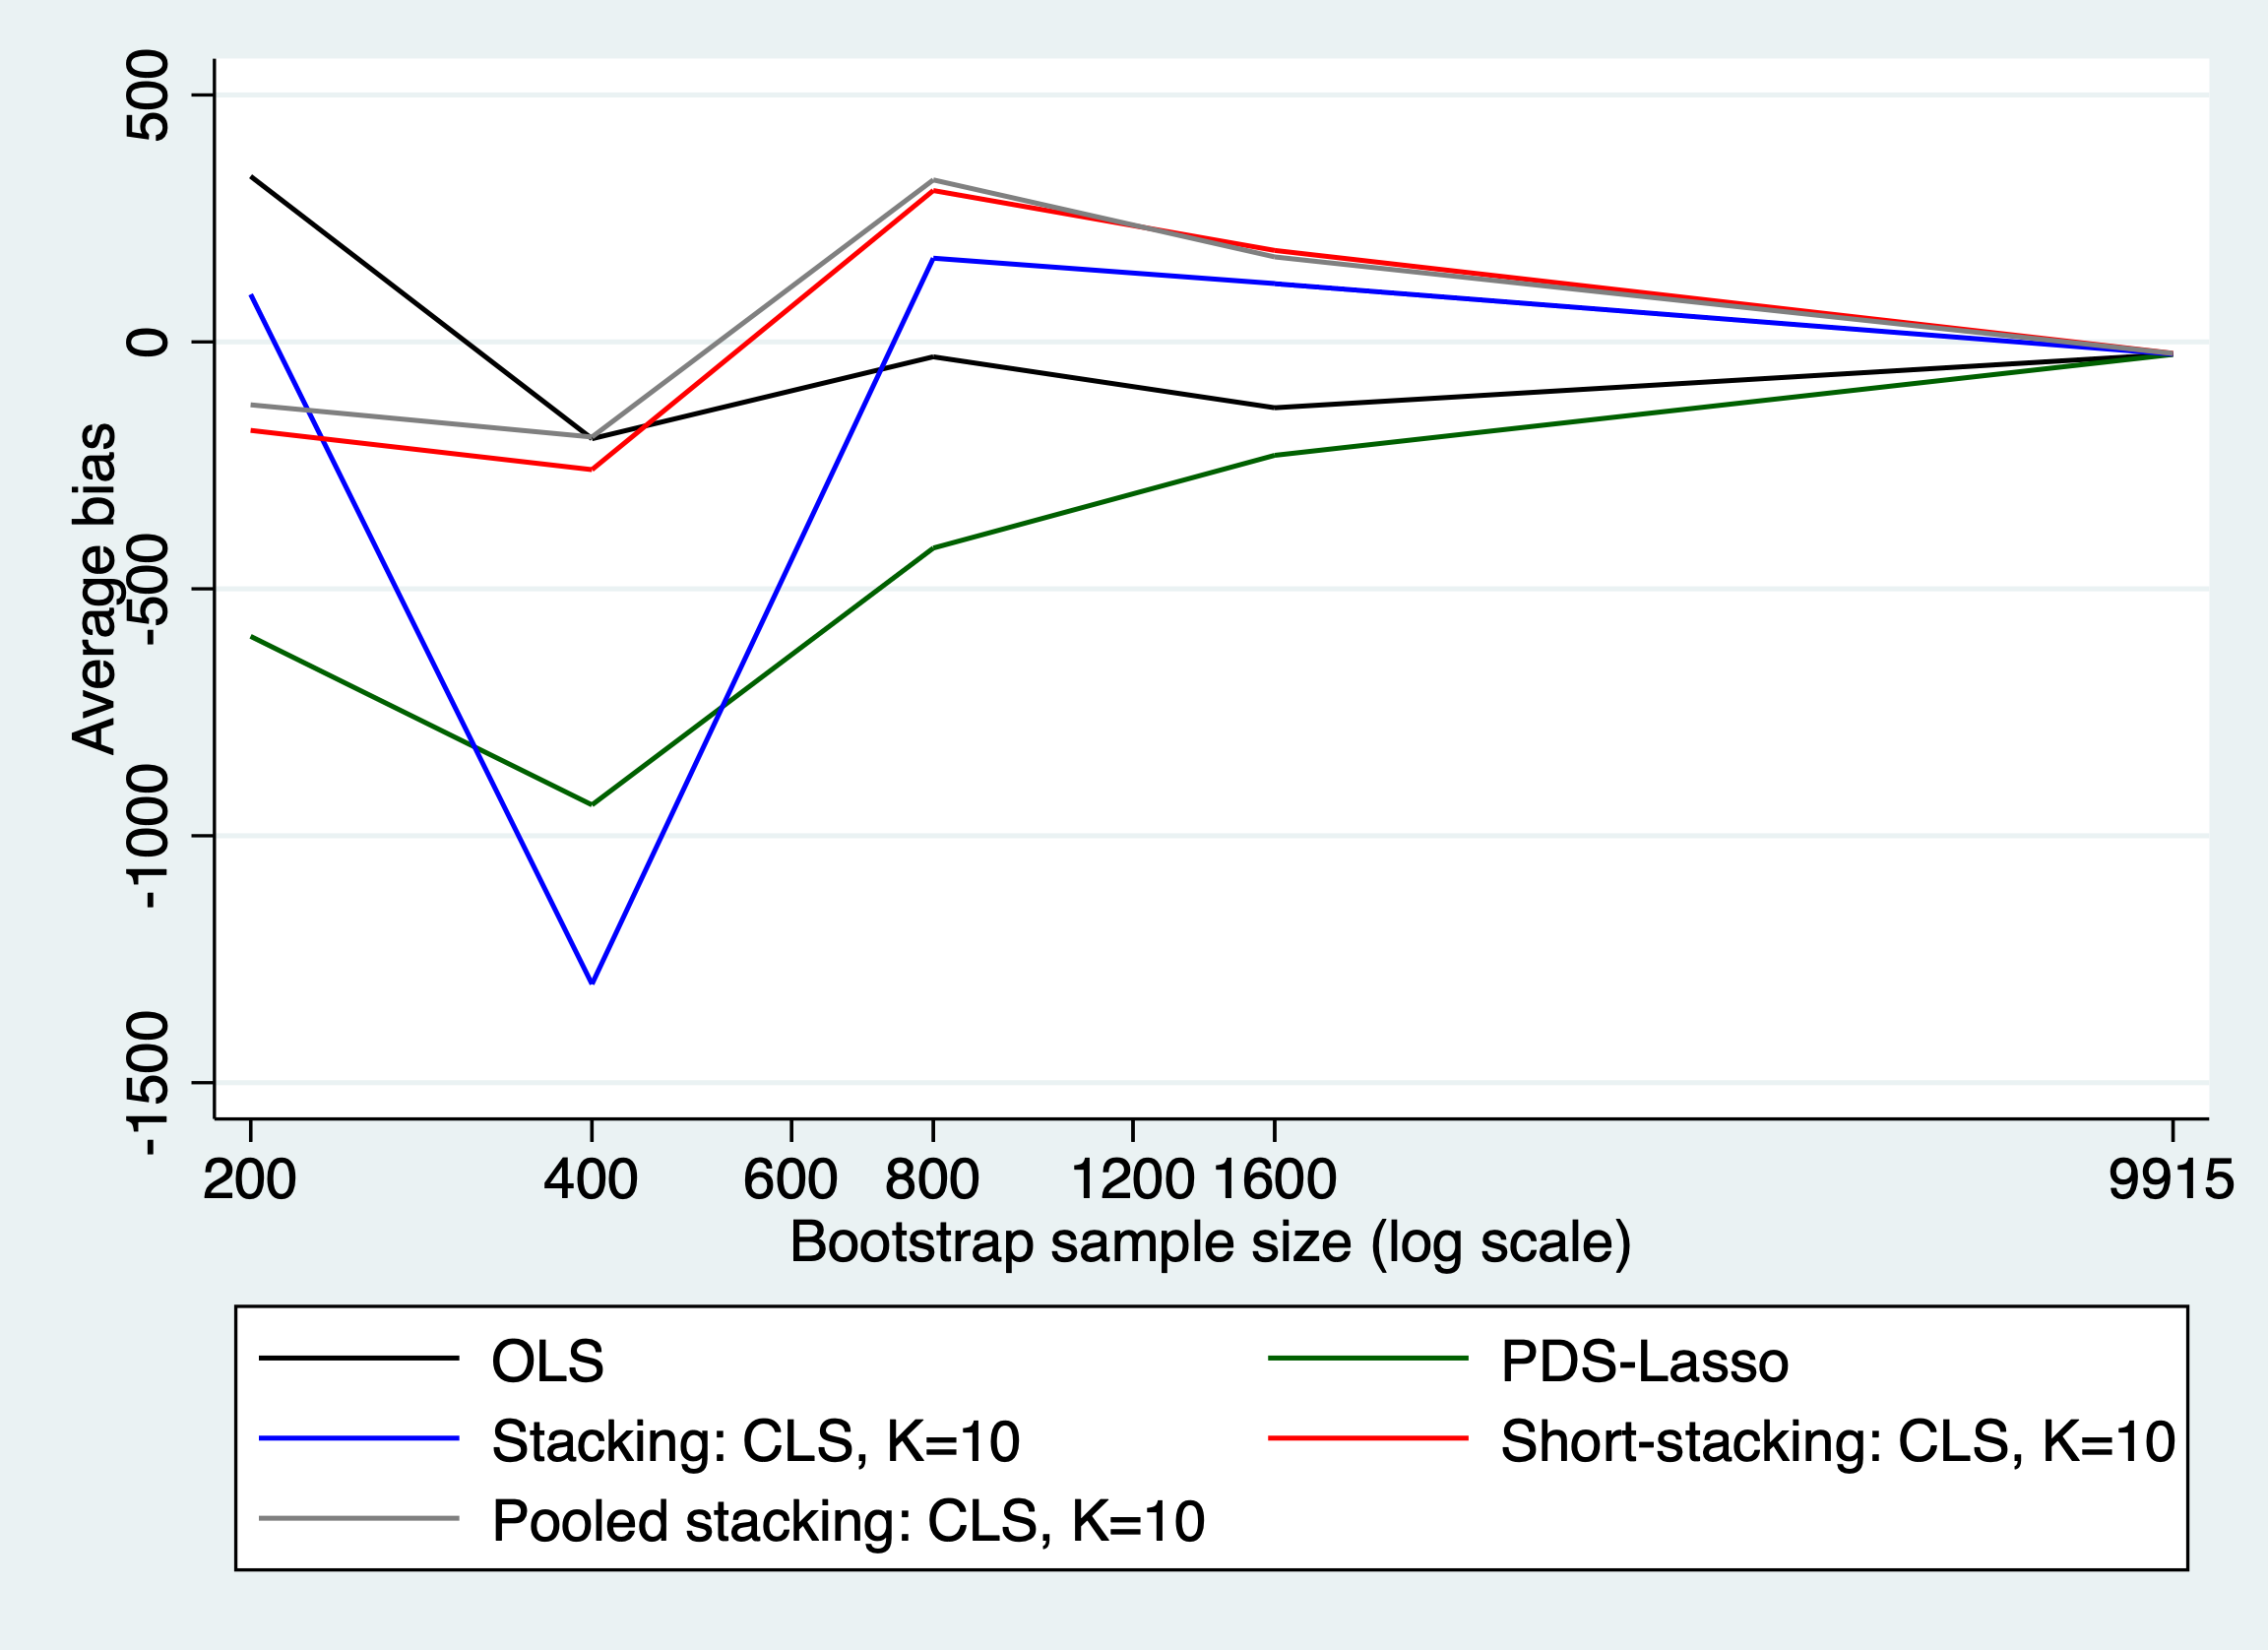 Average bias
500
0
-500
-1000
-1500
200 400 600 800 1200 1600 9915
Bootstrap sample size (log scale)
OLS PDS-Lasso
Stacking: CLS, K=10 Short-stacking: CLS, K=10
Pooled stacking: CLS, K=10